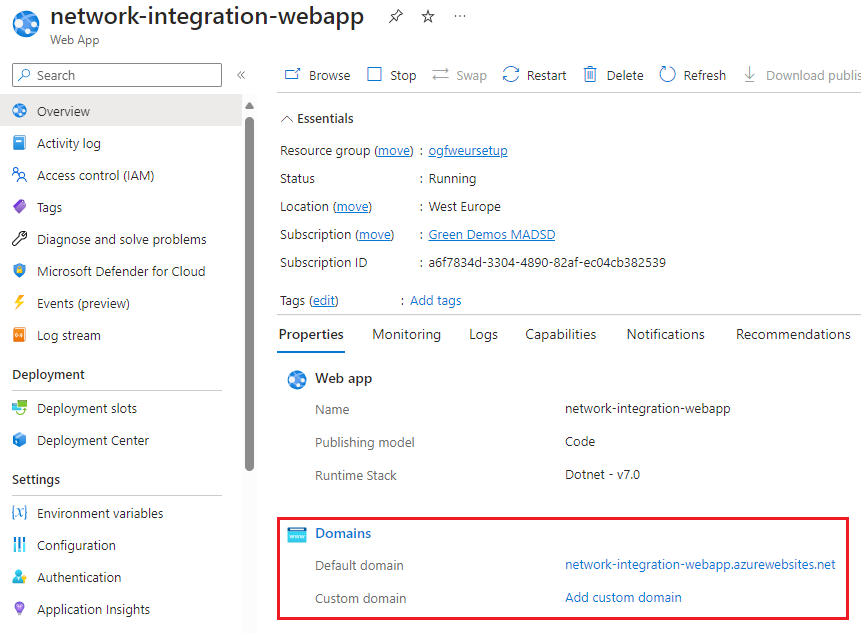 network-integration-webapp
Web App
Search
Overview
Activity log
Access control (IAM)
Tags
Diagnose and solve problems
Microsoft Defender for Cloud
Events (preview)
Log stream
Deployment
Deployment slots
Deployment Center
Settings
Environment variables
Configuration
Authentication
Application Insights
Browse Stop Swap Restart Delete Refresh Download publis
Essentials
Resource group (move) : ogfweursetup
Status : Running
Location (move) : West Europe
Subscription (move) : Green Demos MADSD
Subscription ID : a6f7834d-3304-4890-82af-ec04cb382539
Tags (edit) : Add tags
Properties Monitoring Logs Capabilities Notifications Recommendations
Web app
Name network-integration-webapp
Publishing model Code
Runtime Stack Dotnet - v7.0
Domains
Default domain network-integration-webapp.azurewebsites.net
Custom domain Add custom domain